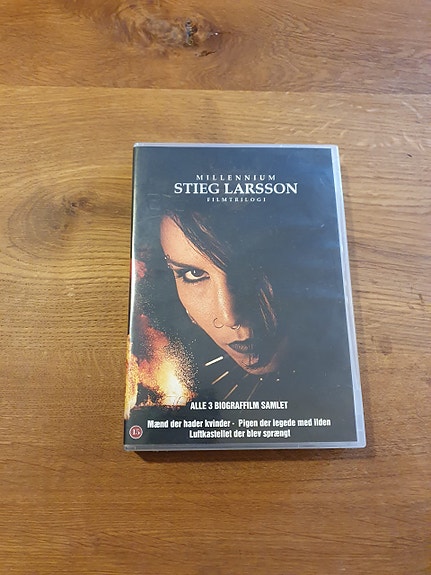 MILLENNIUM
STIEG LARSSON
FILMTRILOGI
ALLE 3 BIOGRAFFILM SAMLET
Mænd der hader kvinder · Pigen der legede med ilden
Luftkastellet der blev sprængt
15